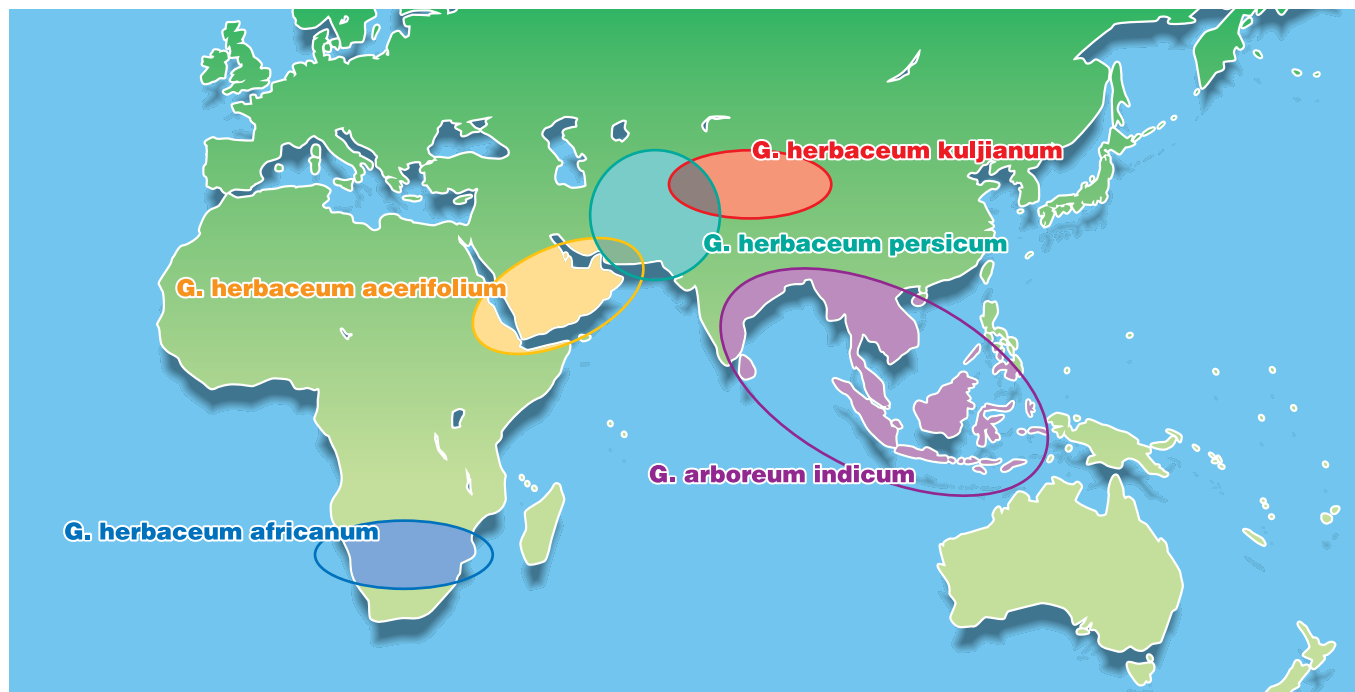 G. herbaceum kuljianum
G. herbaceum persicum
G. herbaceum acerifolium
G. arboreum indicum
G. herbaceum africanum